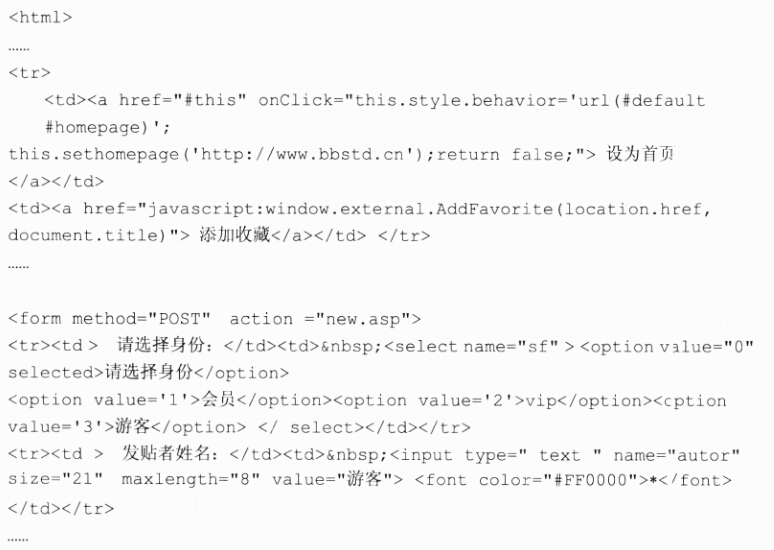 <html>
……
<tr>
<td><a href="#this" onClick="this.style.behavior='url(#default
#homepage)';
this.sethomepage('http://www.bbstd.cn');return false;"> 设为首页
</a></td>
<td><a href="javascript:window.external.AddFavorite(location.href,
document.title)"> 添加收藏</a></td> </tr>
……
<form method="POST" action ="new.asp">
<tr><td > 请选择身份：</td><td>&nbsp;<select name="sf" > <option value="0"
selected>请选择身份</option>
<option value='1'>会员</option><option value='2'>vip</option><cption
value='3'>游客</option> </ select></td></tr>
<tr><td > 发贴者姓名：</td><td>&nbsp;<input type=" text " name="autor"
size="21" maxlength="8" value="游客"> <font color="#FF0000">*</font>
</td></tr>
……